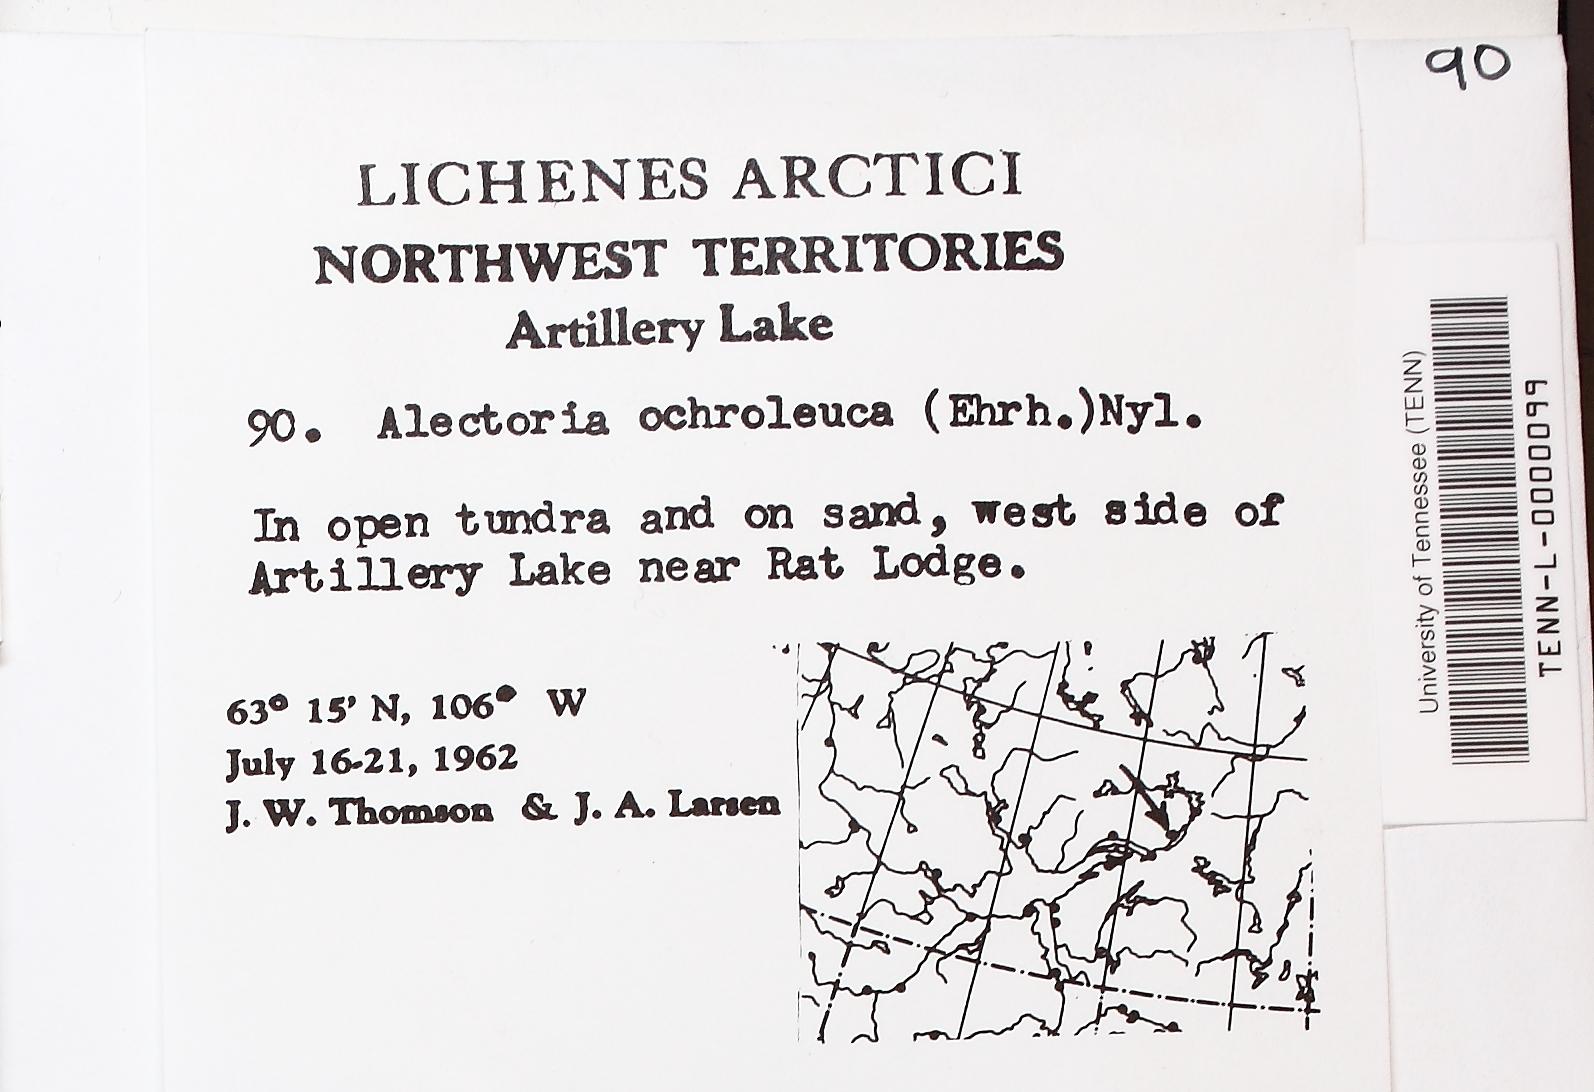 90
LICHENES ARCTICI
NORTHWEST TERRITORIES
Artillery Lake
90. Alectoria ochroleuca (Ehrh.)Nyl.
In open tundra and on sand, west side of
Artillery Lake near Rat Lodge.
63° 15' N, 106° W
July 16-21, 1962
J. W. Thomson & J. A. Larsen
University of Tennessee (TENN)
TENN-L-0000099